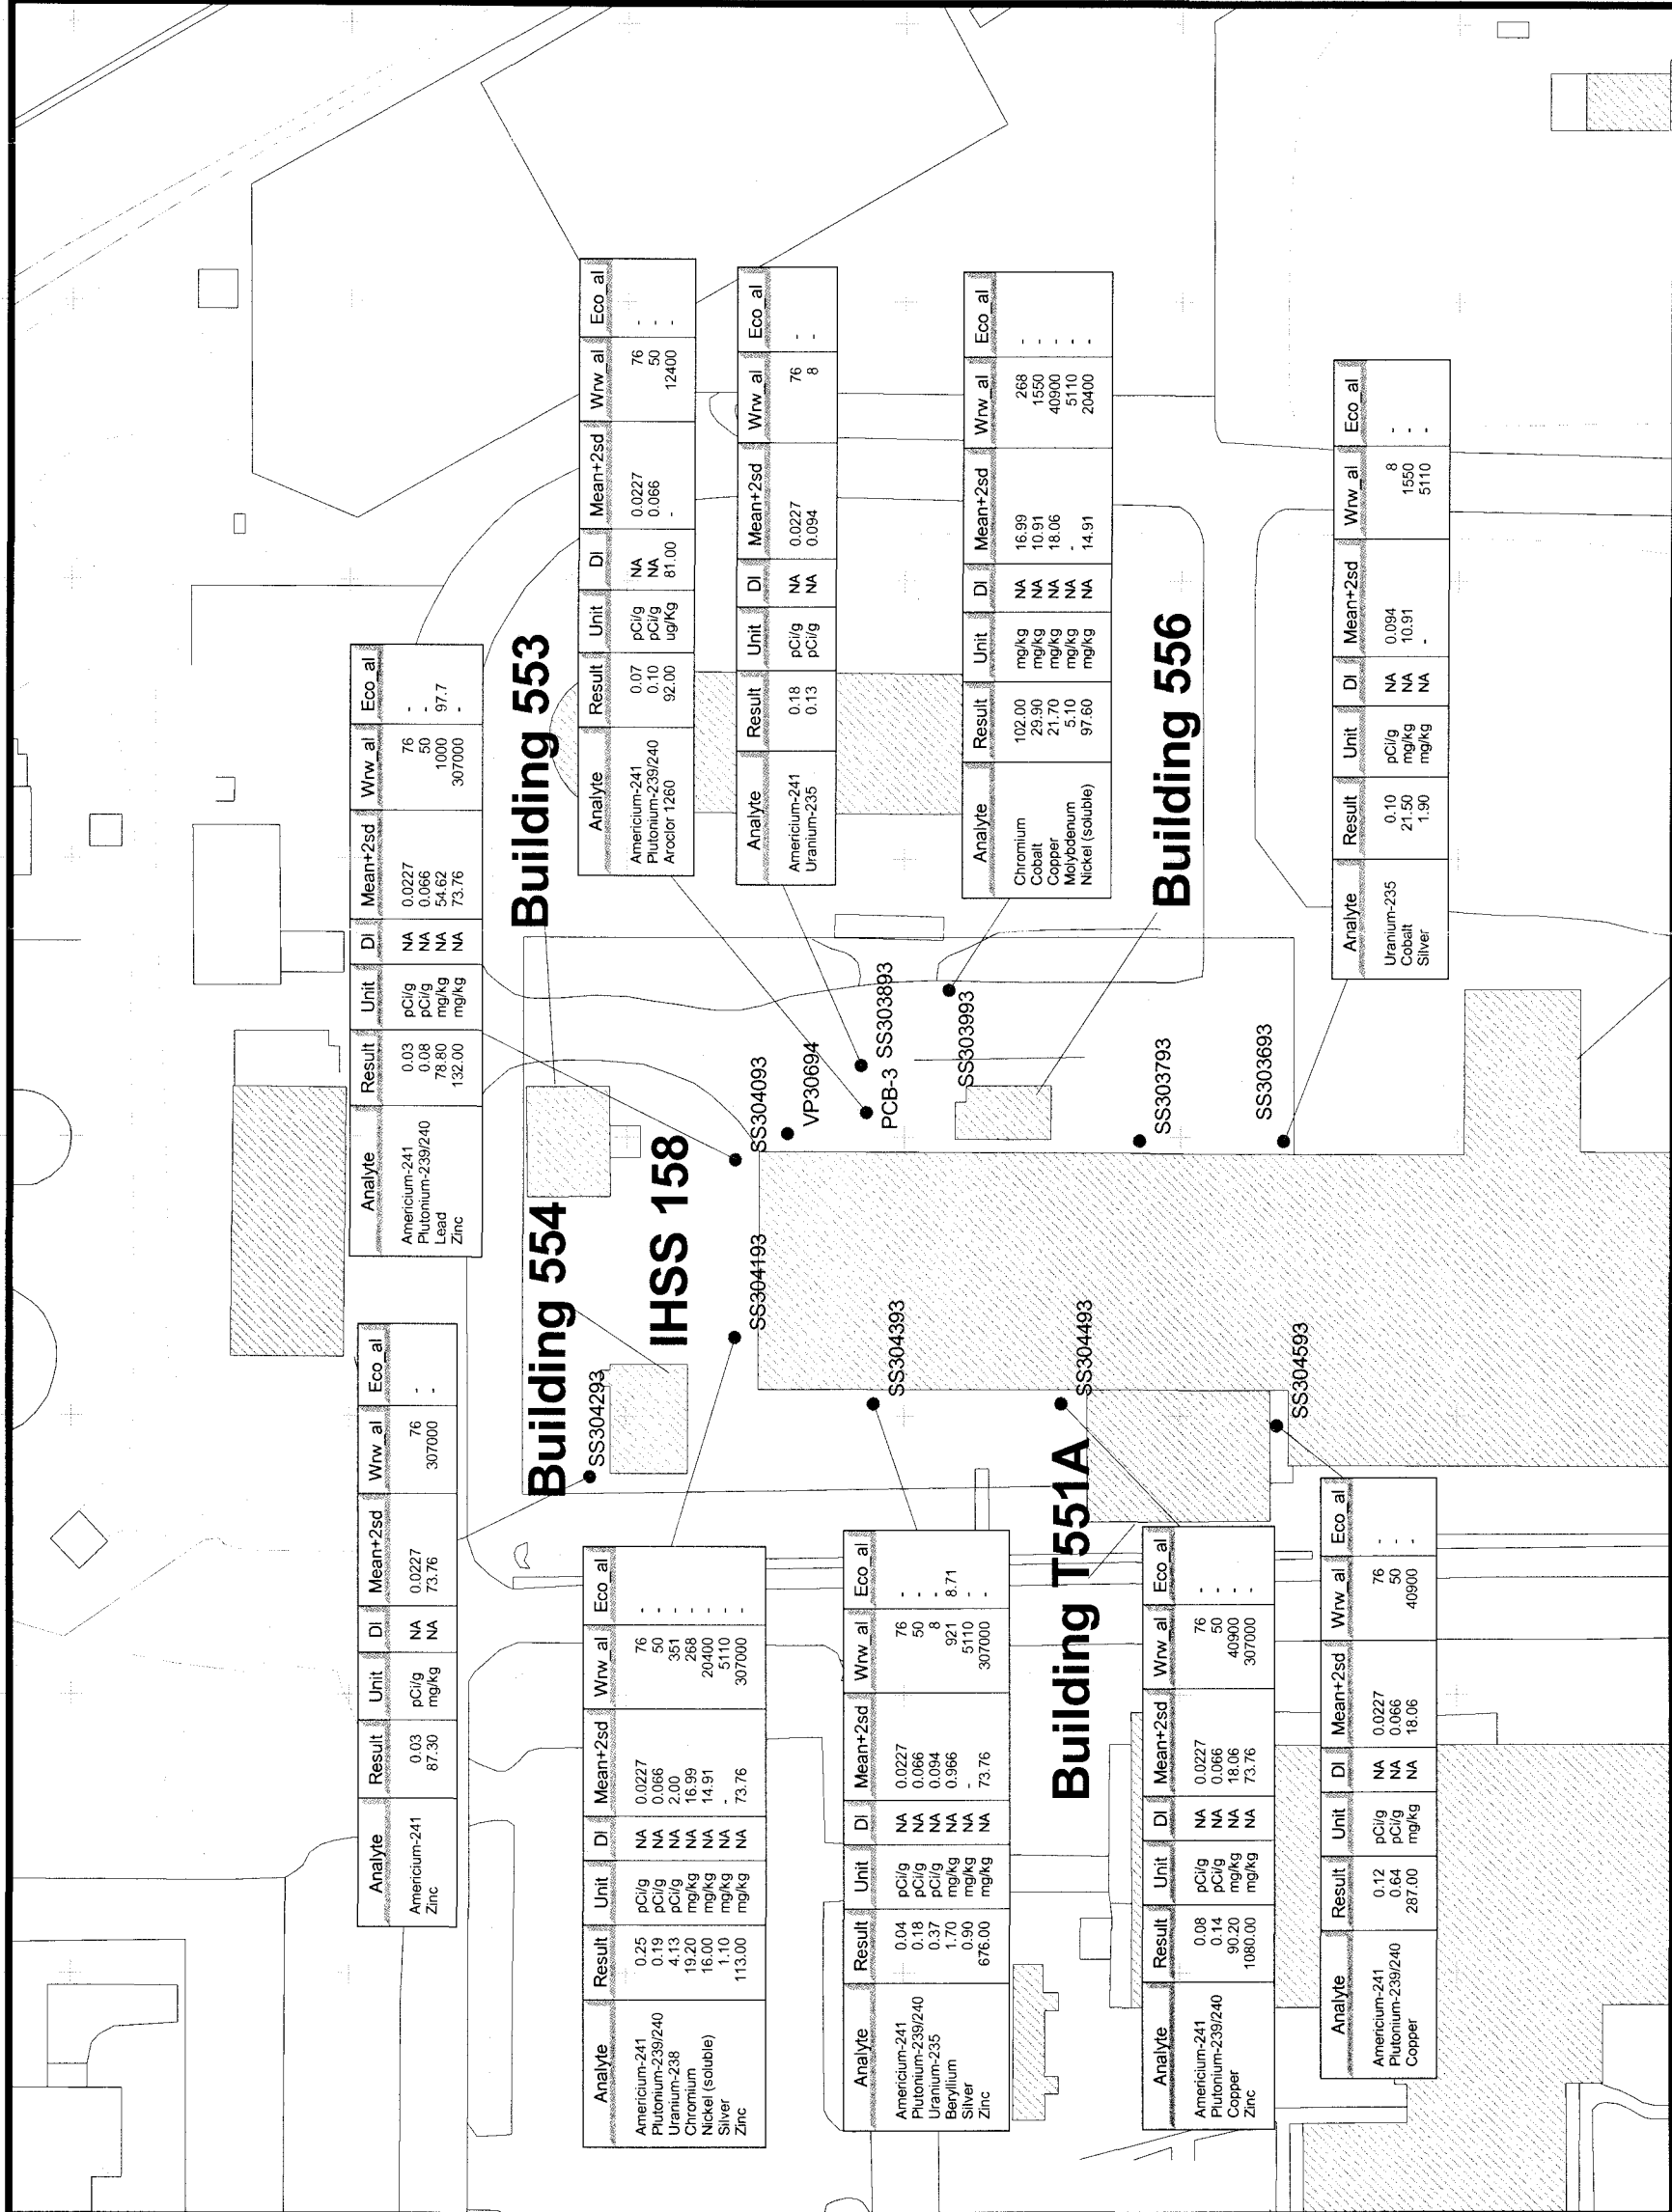 Analyte Result Unit Dl Mean+2sd Wrw_al Eco_al
Americium-241 0.03 pCi/g NA 0.0227 76 -
Zinc 87.30 mg/kg NA 73.76 307000 -
Analyte Result Unit Dl Mean+2sd Wrw_al Eco_al
Americium-241 0.03 pCi/g NA 0.0227 76 -
Plutonium-239/240 0.08 pCi/g NA 0.066 50 -
Lead 78.80 mg/kg NA 54.62 1000 97.7
Zinc 132.00 mg/kg NA 73.76 307000 -
Building 554
Building 553
SS304293
IHSS 158
Analyte Result Unit Dl Mean+2sd Wrw_al Eco_al
Americium-241 0.25 pCi/g NA 0.0227 76 -
Plutonium-239/240 0.19 pCi/g NA 0.066 50 -
Uranium-238 4.13 pCi/g NA 2.00 351 -
Chromium 19.20 mg/kg NA 16.99 268 -
Nickel (soluble) 16.00 mg/kg NA 14.91 20400 -
Silver 1.10 mg/kg NA - 5110 -
Zinc 113.00 mg/kg NA 73.76 307000 -
Analyte Result Unit Dl Mean+2sd Wrw_al Eco_al
Americium-241 0.07 pCi/g NA 0.0227 76 -
Plutonium-239/240 0.10 pCi/g NA 0.066 50 -
Aroclor 1260 92.00 ug/Kg 81.00 - 12400 -
SS304193
SS304093
VP30694
Analyte Result Unit Dl Mean+2sd Wrw_al Eco_al
Americium-241 0.18 pCi/g NA 0.0227 76 -
Uranium-235 0.13 pCi/g NA 0.094 8 -
SS304393
PCB-3
SS303893
Analyte Result Unit Dl Mean+2sd Wrw_al Eco_al
Americium-241 0.04 pCi/g NA 0.0227 76 -
Plutonium-239/240 0.18 pCi/g NA 0.066 50 -
Uranium-235 0.37 pCi/g NA 0.094 8 -
Beryllium 1.70 mg/kg NA 0.966 921 8.71
Silver 0.90 mg/kg NA - 5110 -
Zinc 676.00 mg/kg NA 73.76 307000 -
SS303993
Analyte Result Unit Dl Mean+2sd Wrw_al Eco_al
Chromium 102.00 mg/kg NA 16.99 268 -
Cobalt 29.90 mg/kg NA 10.91 1550 -
Copper 21.70 mg/kg NA 18.06 40900 -
Molybdenum 5.10 mg/kg NA - 5110 -
Nickel (soluble) 97.60 mg/kg NA 14.91 20400 -
Building T551A
SS304493
SS303793
Building 556
Analyte Result Unit Dl Mean+2sd Wrw_al Eco_al
Americium-241 0.08 pCi/g NA 0.0227 76 -
Plutonium-239/240 0.14 pCi/g NA 0.066 50 -
Copper 90.20 mg/kg NA 18.06 40900 -
Zinc 1080.00 mg/kg NA 73.76 307000 -
SS304593
SS303693
Analyte Result Unit Dl Mean+2sd Wrw_al Eco_al
Americium-241 0.12 pCi/g NA 0.0227 76 -
Plutonium-239/240 0.64 pCi/g NA 0.066 50 -
Copper 287.00 mg/kg NA 18.06 40900 -
Analyte Result Unit Dl Mean+2sd Wrw_al Eco_al
Uranium-235 0.10 pCi/g NA 0.094 8 -
Cobalt 21.50 mg/kg NA 10.91 1550 -
Silver 1.90 mg/kg NA - 5110 -